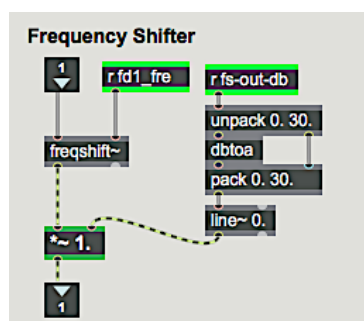 Frequency Shifter
1
r fd1_fre
r fs-out-db
unpack 0. 30.
freqshift~
dbtoa
pack 0. 30.
line~ 0.
*~ 1.
1